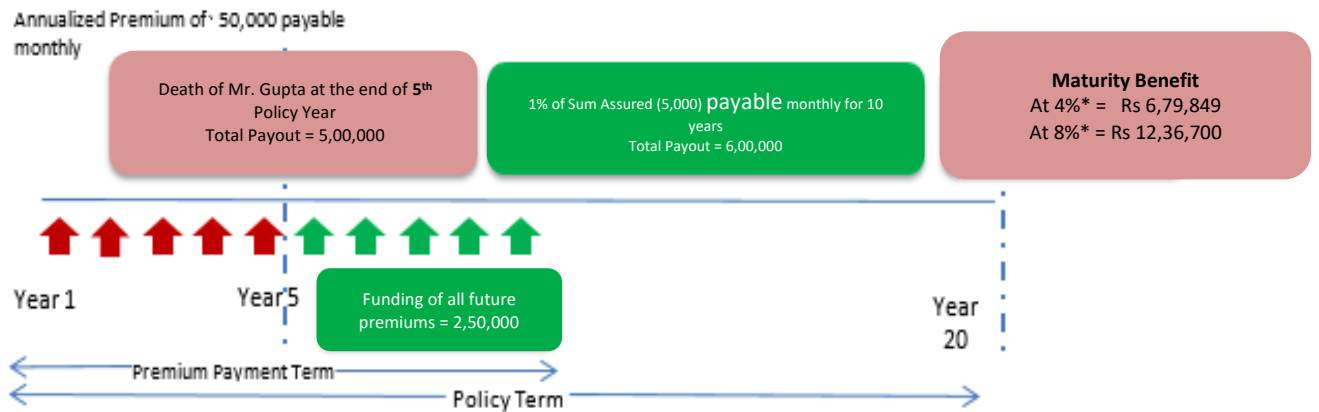 Annualized Premium of ` 50,000 payable
monthly
Death of Mr. Gupta at the end of 5th
Policy Year
Total Payout = 5,00,000
1% of Sum Assured (5,000) payable monthly for 10
years
Total Payout = 6,00,000
Maturity Benefit
At 4%* = Rs 6,79,849
At 8%* = Rs 12,36,700
Year 1
Year 5
Funding of all future
premiums = 2,50,000
Year
20
Premium Payment Term
Policy Term